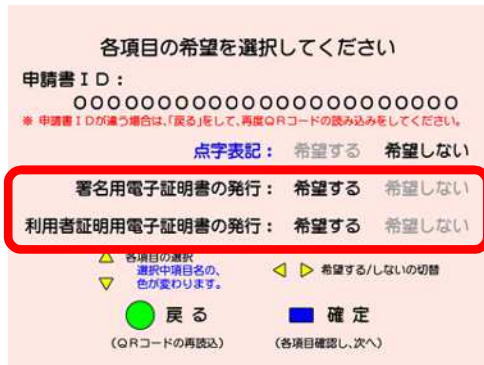 各項目の希望を選択してください
申請書ID：
OOOOOOOOOOOOOOOOOOOOOOO
※ 申請書IDが違う場合は、「戻る」をして、再度QRコードの読み込みをしてください。
点字表記： 希望する 希望しない
署名用電子証明書の発行： 希望する 希望しない
利用者証明用電子証明書の発行： 希望する 希望しない
各項目の選択
選択中項目名の、
色が変わります。
希望する/しないの切替
戻る
(QRコードの再読込)
確定
(各項目確認し、次へ)